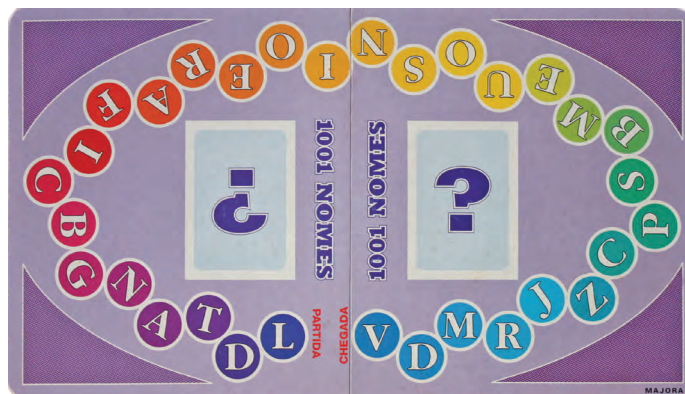 1001 NOMES
?
1001 NOMES
?
PARTIDA
L
D
T
A
N
G
B
C
I
F
A
R
E
O
I
N
S
O
U
E
M
B
S
P
C
Z
J
R
M
D
V
CHEGADA
MAJORA